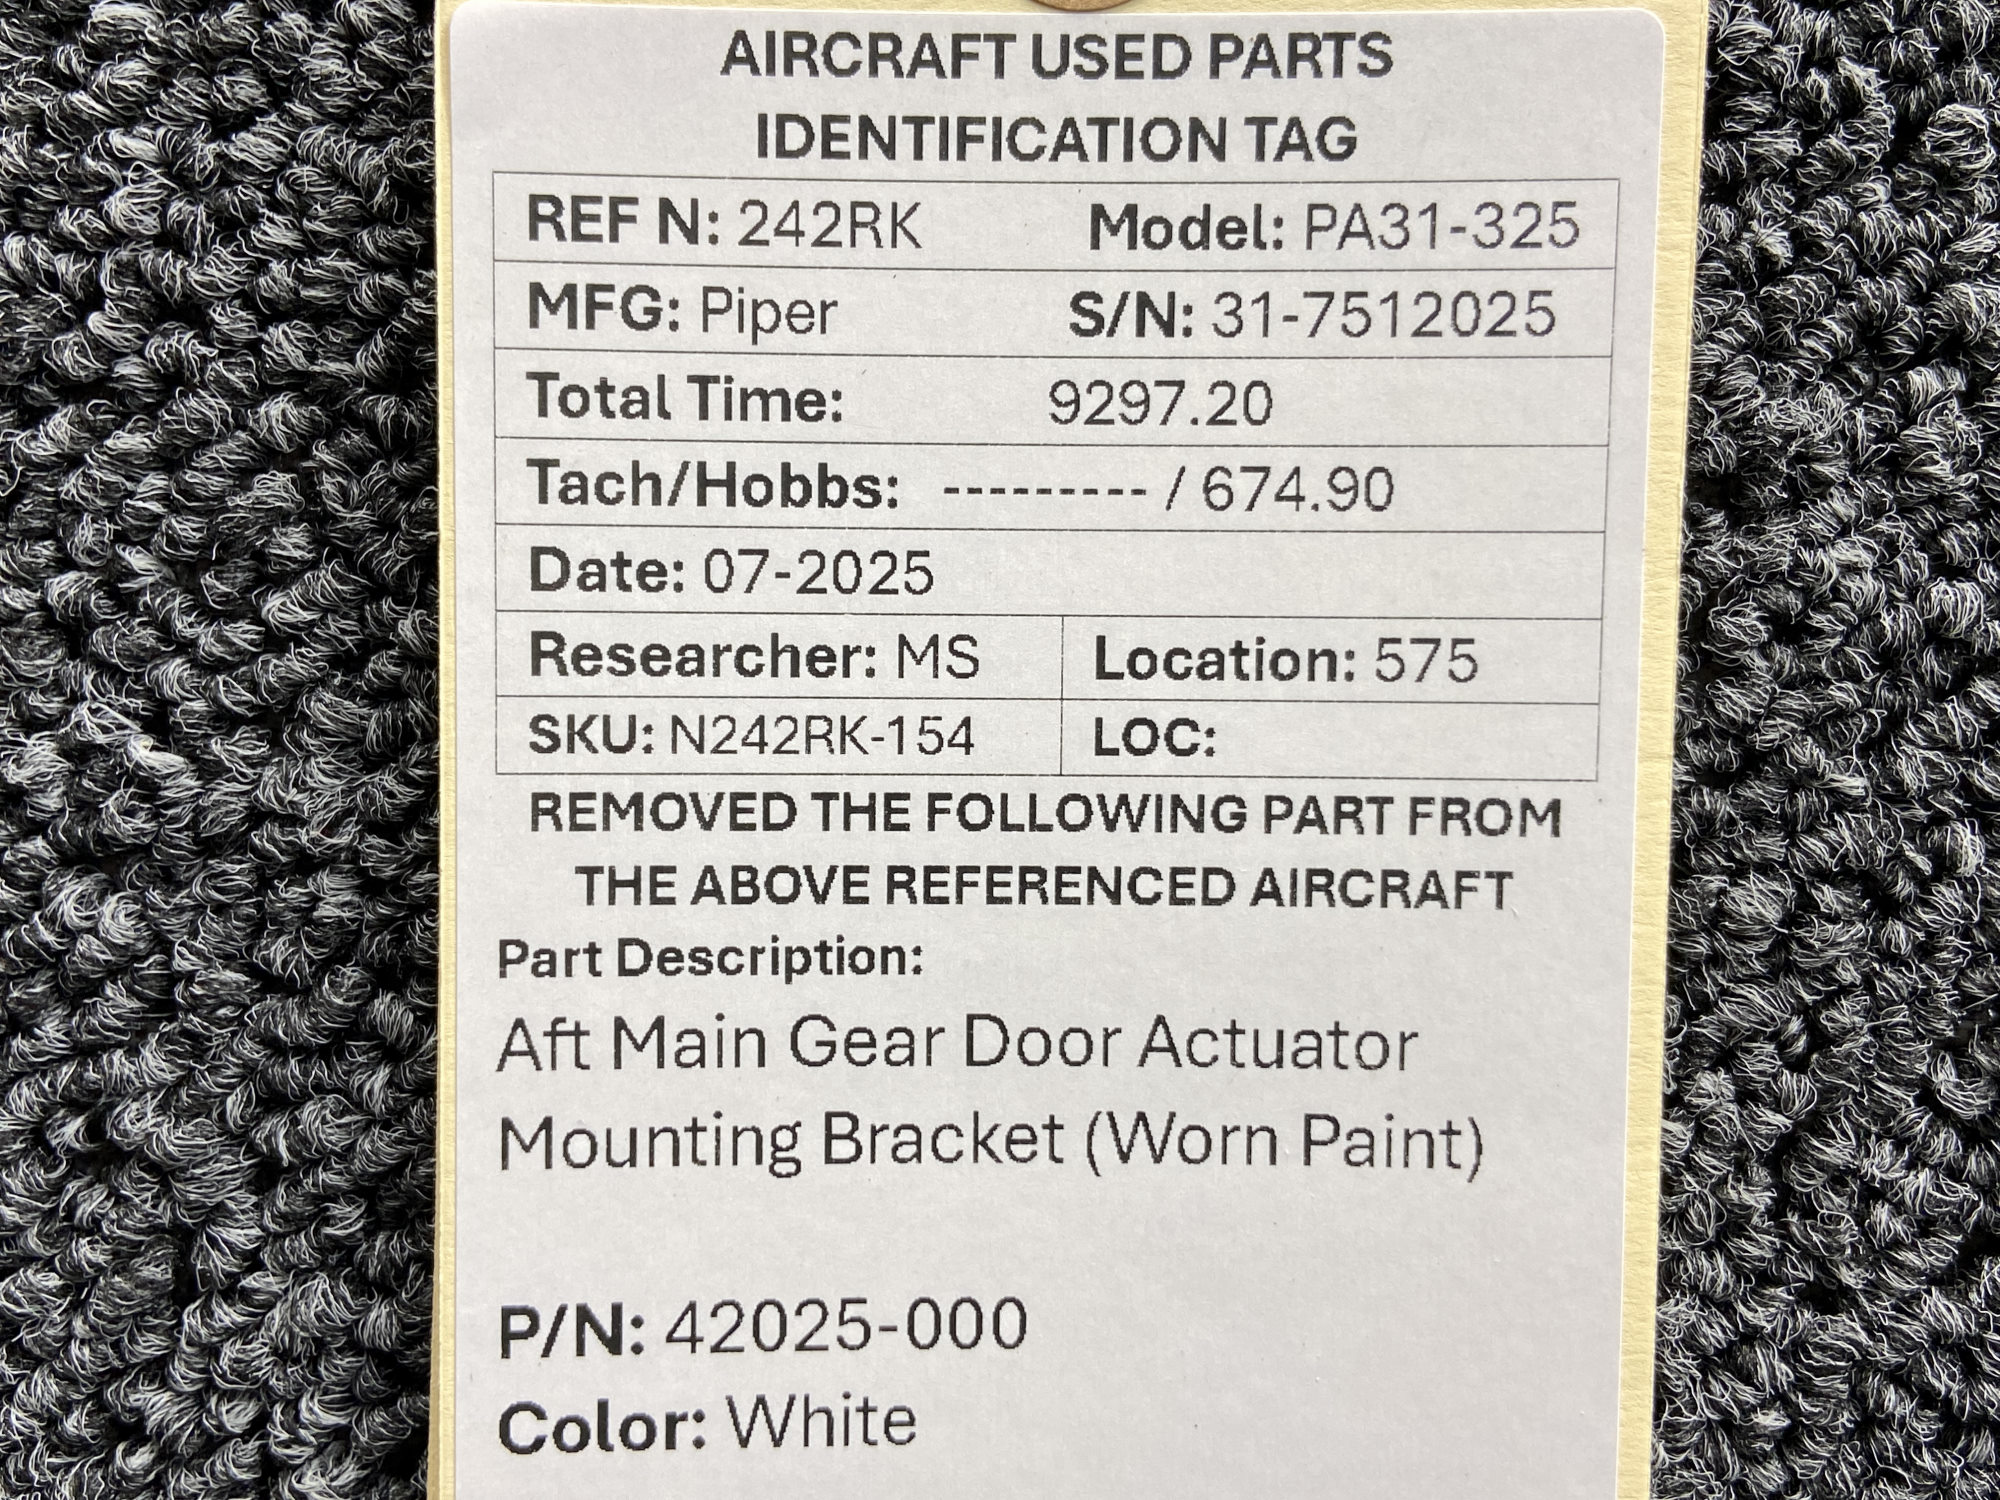 AIRCRAFT USED PARTS
IDENTIFICATION TAG
REF N: 242RK Model: PA31-325
MFG: Piper S/N: 31-7512025
Total Time: 9297.20
Tach/Hobbs: --------- / 674.90
Date: 07-2025
Researcher: MS Location: 575
SKU: N242RK-154 LOC:
REMOVED THE FOLLOWING PART FROM
THE ABOVE REFERENCED AIRCRAFT
Part Description:
Aft Main Gear Door Actuator
Mounting Bracket (Worn Paint)
P/N: 42025-000
Color: White